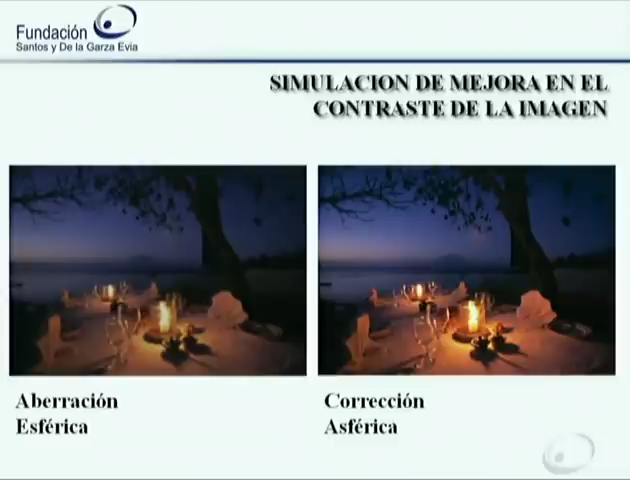 Fundación
Santos y De la Garza Evia
SIMULACION DE MEJORA EN EL
CONTRASTE DE LA IMAGEN
Aberración
Esférica
Corrección
Asférica